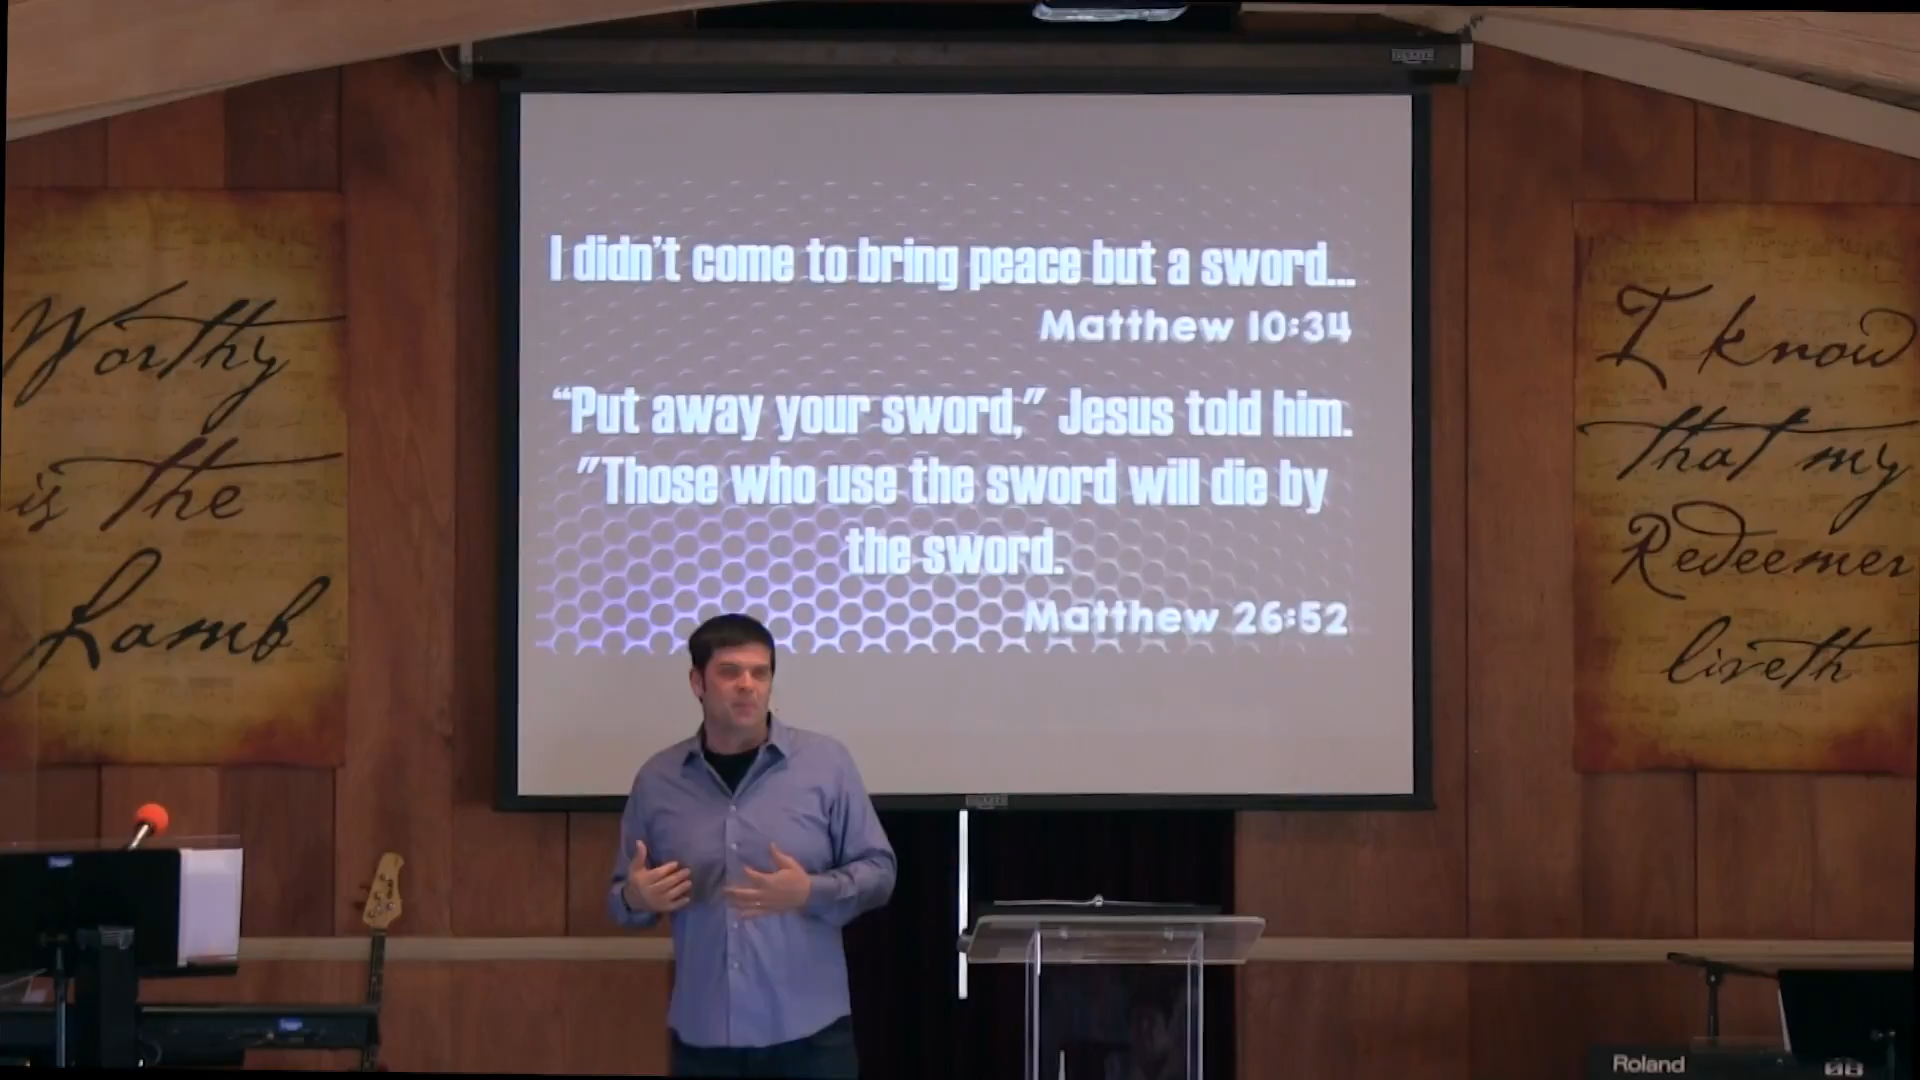 I didn't come to bring peace but a sword...
Matthew 10:34
“Put away your sword,” Jesus told him.
"Those who use the sword will die by
the sword.
Matthew 26:52
Worthy
is the
Lamb
I know
that my
Redeemer
liveth
Roland